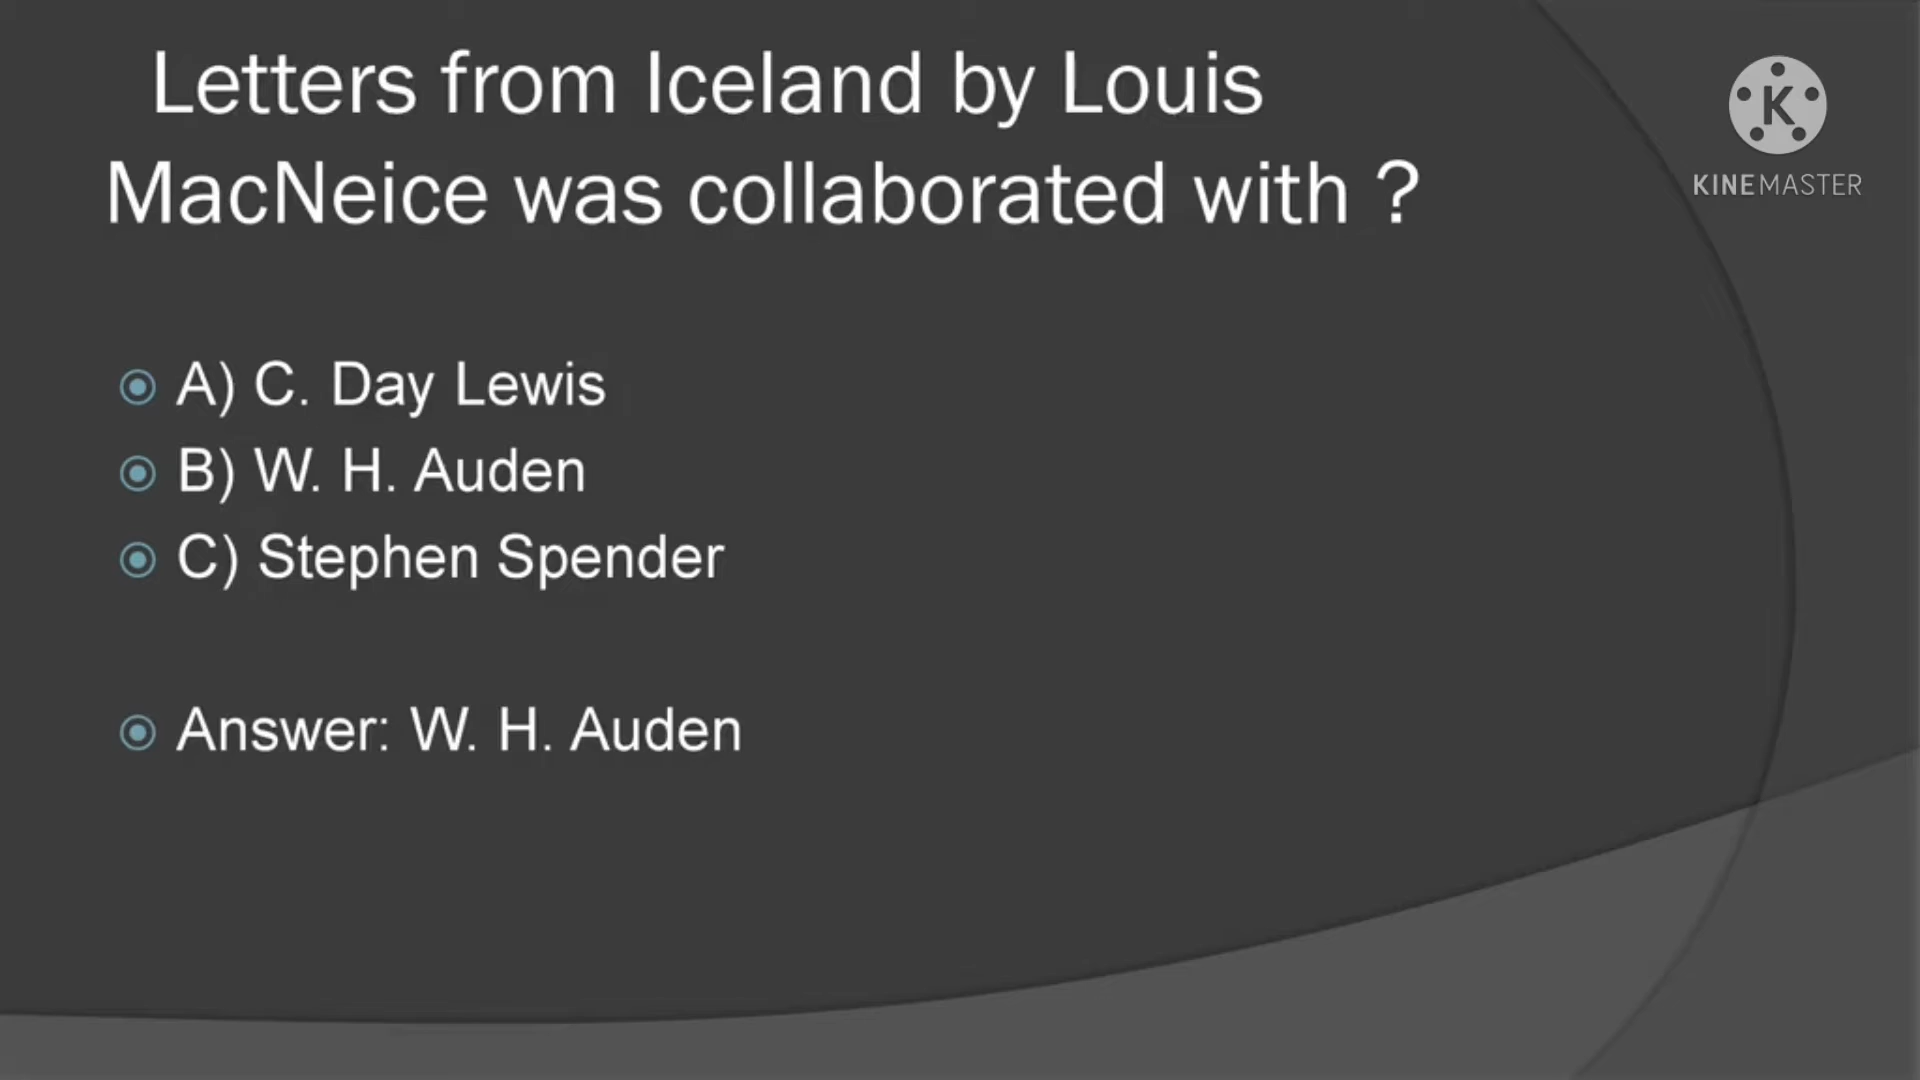 Letters from Iceland by Louis
MacNeice was collaborated with ?
K
KINEMASTER
A) C. Day Lewis
B) W. H. Auden
C) Stephen Spender
Answer: W. H. Auden